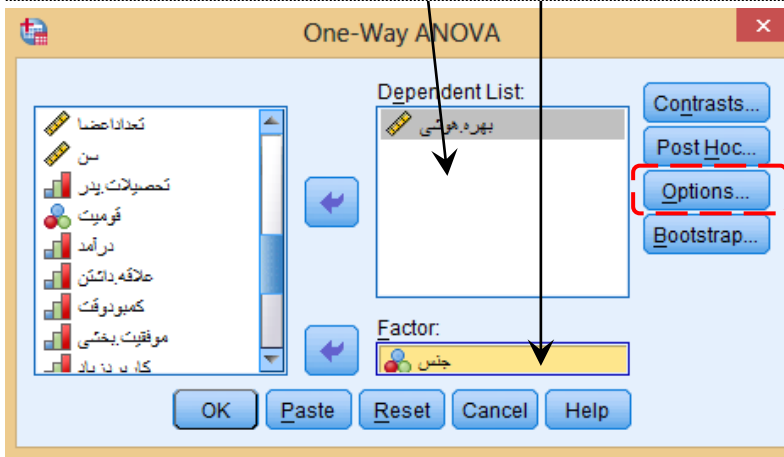 One-Way ANOVA
تعداداعضا
سن
تحصیلات.پدر
قومیت
درآمد
علاقه.داشتن
کمبودوقت
موفقیت.بخشی
Dependent List:
بهره.هوشی
Factor:
جنس
Contrasts...
Post Hoc...
Options...
Bootstrap...
OK Paste Reset Cancel Help